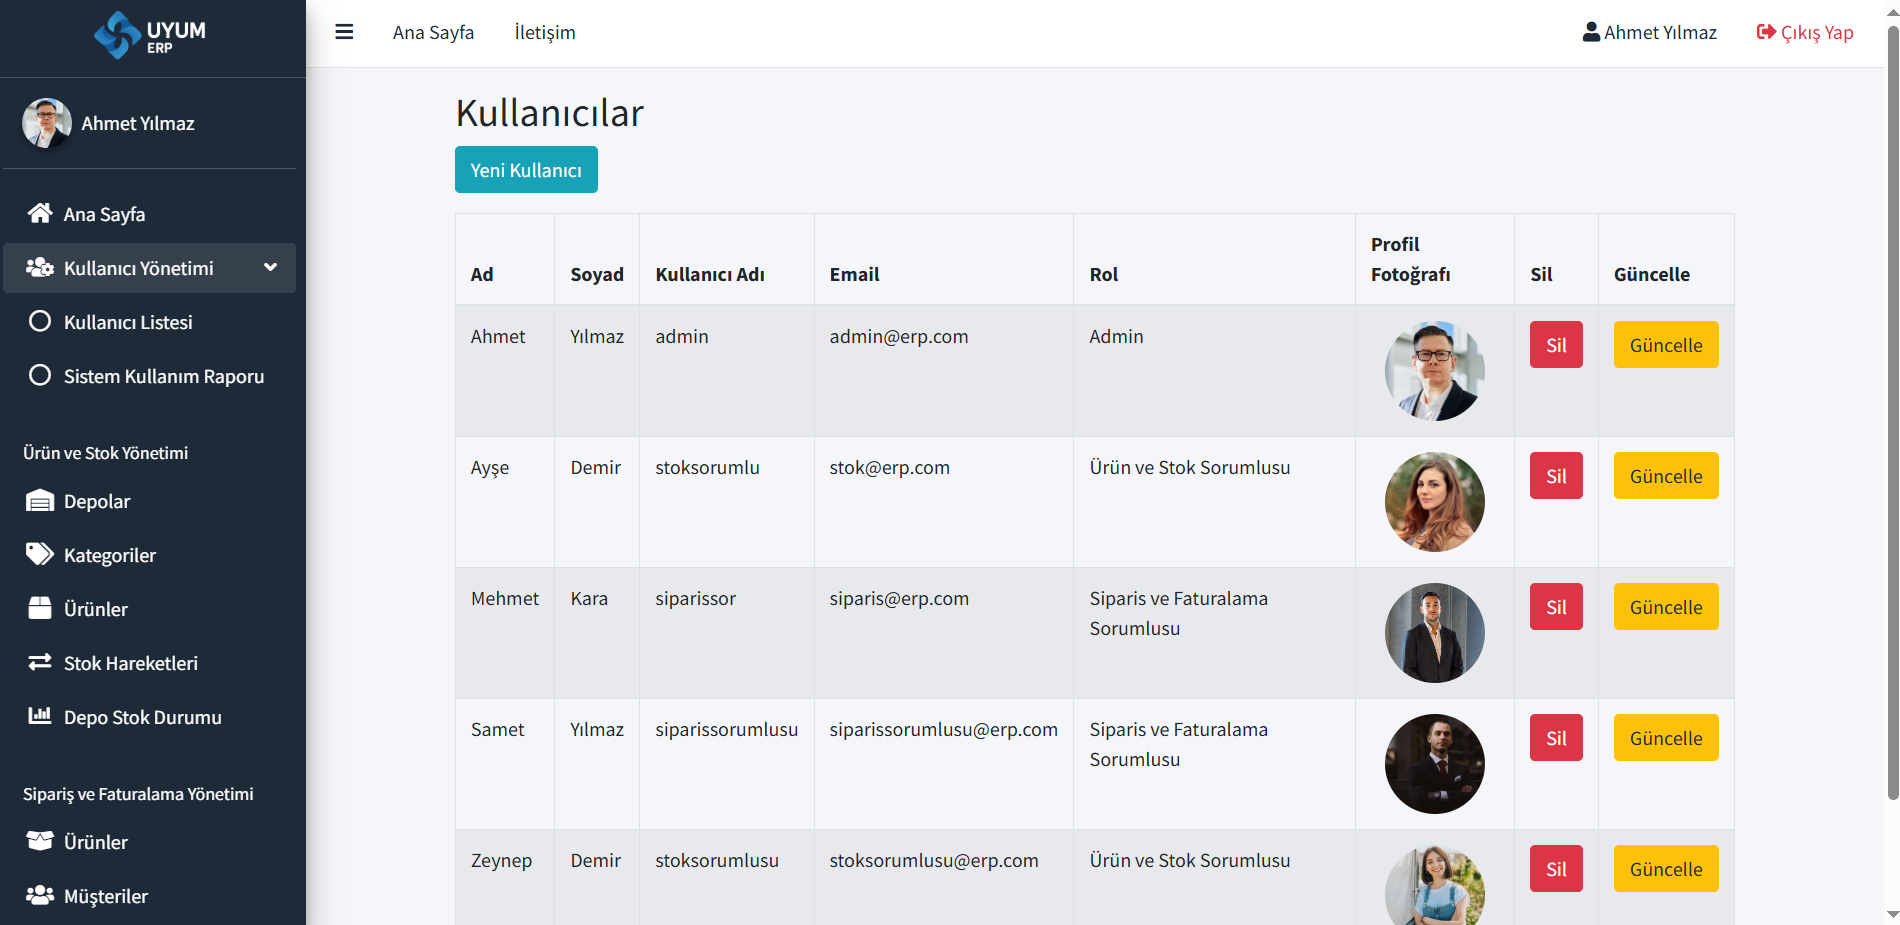 UYUM
ERP
Ana Sayfa
İletişim
Ahmet Yılmaz
Çıkış Yap
Ahmet Yılmaz
Ana Sayfa
Kullanıcı Yönetimi
Kullanıcı Listesi
Sistem Kullanım Raporu
Ürün ve Stok Yönetimi
Depolar
Kategoriler
Ürünler
Stok Hareketleri
Depo Stok Durumu
Sipariş ve Faturalama Yönetimi
Ürünler
Müşteriler
Kullanıcılar
Yeni Kullanıcı
Ad Soyad Kullanıcı Adı Email Rol Profil Fotoğrafı Sil Güncelle
Ahmet Yılmaz admin admin@erp.com Admin Sil Güncelle
Ayşe Demir stoksorumlu stok@erp.com Ürün ve Stok Sorumlusu Sil Güncelle
Mehmet Kara siparissor siparis@erp.com Siparis ve Faturalama Sorumlusu Sil Güncelle
Samet Yılmaz siparissorumlusu siparissorumlusu@erp.com Siparis ve Faturalama Sorumlusu Sil Güncelle
Zeynep Demir stoksorumlusu stoksorumlusu@erp.com Ürün ve Stok Sorumlusu Sil Güncelle